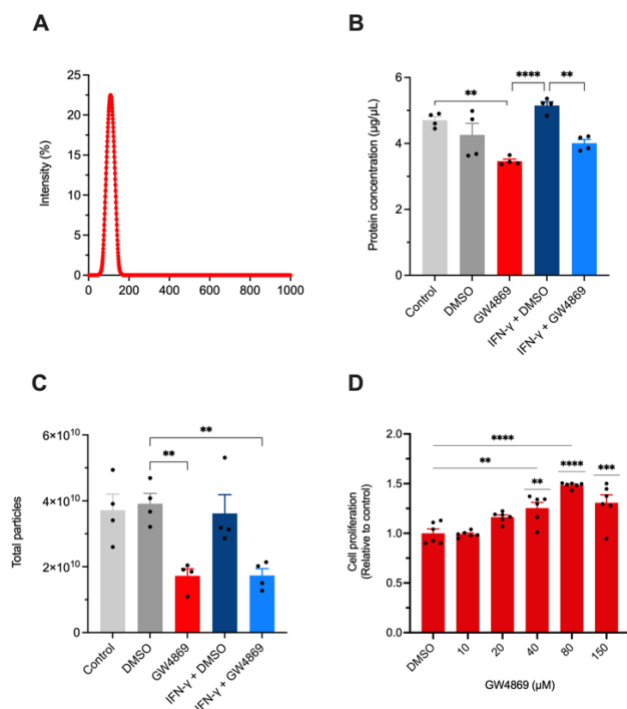 A
25
20
15
10
5
0
Intensity (%)
0 200 400 600 800 1000
B
6
4
2
0
Protein concentration (µg/µL)
** **** **
Control DMSO GW4869 IFN-γ + DMSO IFN-γ + GW4869
C
6×10¹⁰
4×10¹⁰
2×10¹⁰
0
Total particles
**
**
Control DMSO GW4869 IFN-γ + DMSO IFN-γ + GW4869
D
2.0
1.5
1.0
0.5
0.0
Cell proliferation
(Relative to control)
****
**
** **** ***
DMSO 10 20 40 80 150
GW4869 (µM)